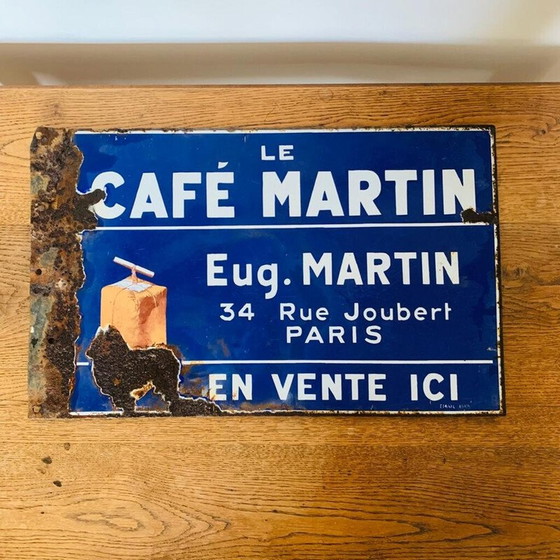 LE
CAFÉ MARTIN
Eug. MARTIN
34 Rue Joubert
PARIS
EN VENTE ICI